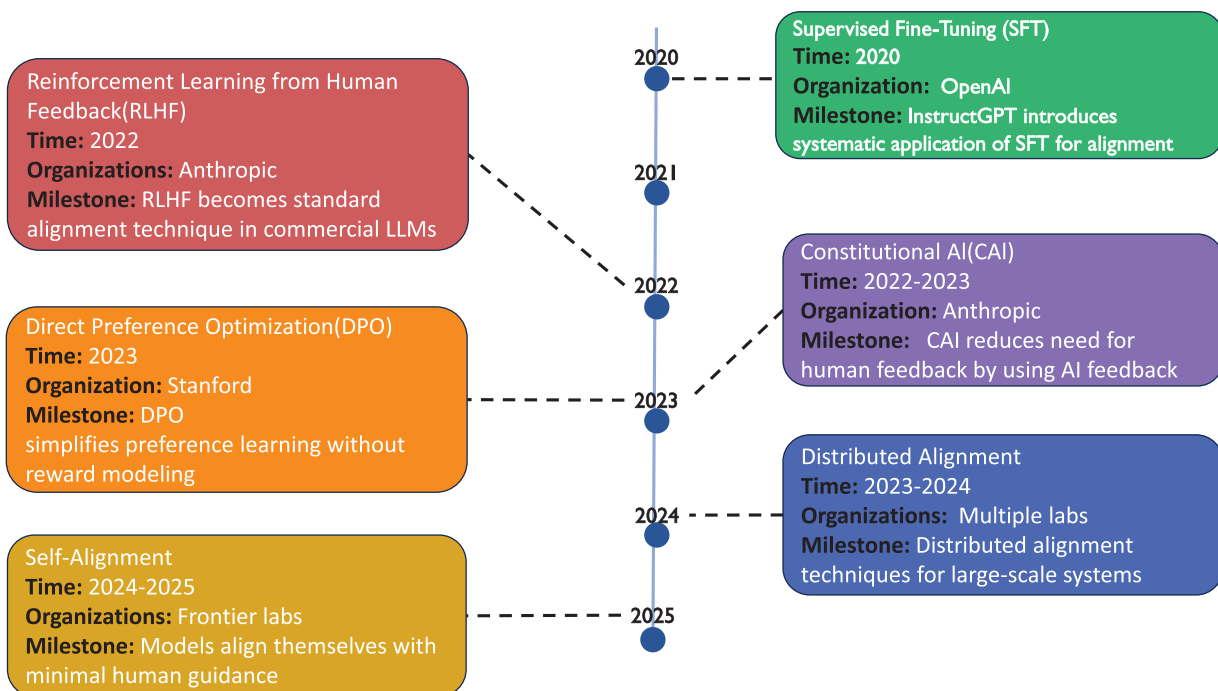 2020
Supervised Fine-Tuning (SFT)
Time: 2020
Organization: OpenAI
Milestone: InstructGPT introduces
systematic application of SFT for alignment
Reinforcement Learning from Human
Feedback(RLHF)
Time: 2022
Organizations: Anthropic
Milestone: RLHF becomes standard
alignment technique in commercial LLMs
2021
2022
Constitutional AI(CAI)
Time: 2022-2023
Organization: Anthropic
Milestone: CAI reduces need for
human feedback by using AI feedback
Direct Preference Optimization(DPO)
Time: 2023
Organization: Stanford
Milestone: DPO
simplifies preference learning without
reward modeling
2023
Distributed Alignment
Time: 2023-2024
Organizations: Multiple labs
Milestone: Distributed alignment
techniques for large-scale systems
2024
Self-Alignment
Time: 2024-2025
Organizations: Frontier labs
Milestone: Models align themselves with
minimal human guidance
2025